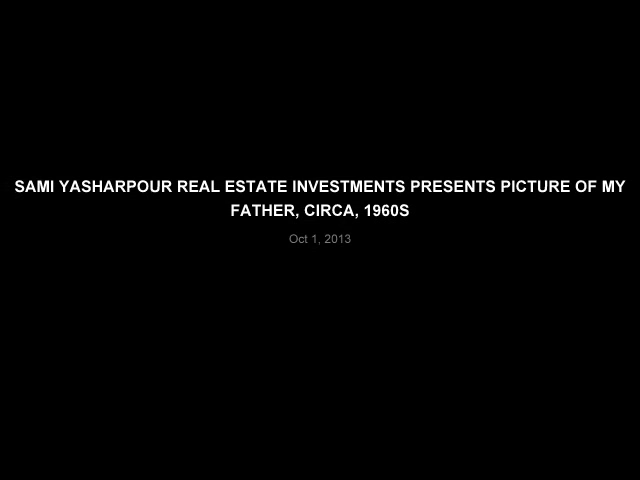 SAMI YASHARPOUR REAL ESTATE INVESTMENTS PRESENTS PICTURE OF MY
FATHER, CIRCA, 1960S
Oct 1, 2013